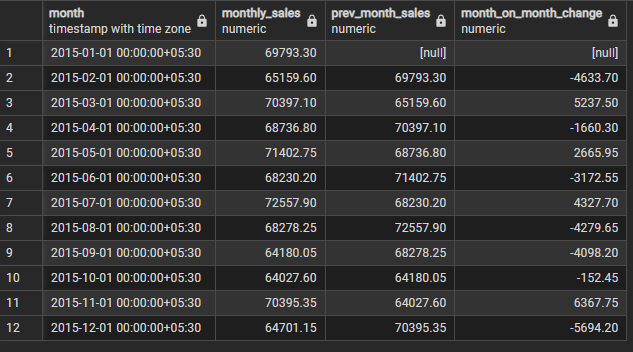 month monthly_sales prev_month_sales month_on_month_change
timestamp with time zone numeric numeric numeric
1 2015-01-01 00:00:00+05:30 69793.30 [null] [null]
2 2015-02-01 00:00:00+05:30 65159.60 69793.30 -4633.70
3 2015-03-01 00:00:00+05:30 70397.10 65159.60 5237.50
4 2015-04-01 00:00:00+05:30 68736.80 70397.10 -1660.30
5 2015-05-01 00:00:00+05:30 71402.75 68736.80 2665.95
6 2015-06-01 00:00:00+05:30 68230.20 71402.75 -3172.55
7 2015-07-01 00:00:00+05:30 72557.90 68230.20 4327.70
8 2015-08-01 00:00:00+05:30 68278.25 72557.90 -4279.65
9 2015-09-01 00:00:00+05:30 64180.05 68278.25 -4098.20
10 2015-10-01 00:00:00+05:30 64027.60 64180.05 -152.45
11 2015-11-01 00:00:00+05:30 70395.35 64027.60 6367.75
12 2015-12-01 00:00:00+05:30 64701.15 70395.35 -5694.20